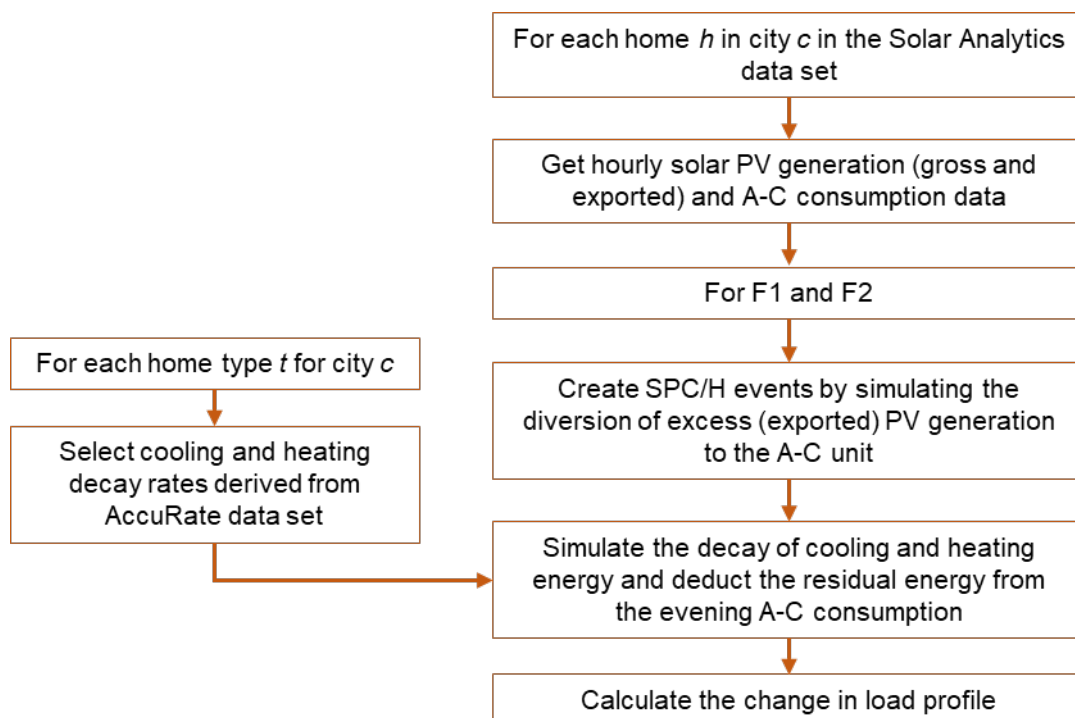 For each home h in city c in the Solar Analytics
data set
Get hourly solar PV generation (gross and
exported) and A-C consumption data
For F1 and F2
Create SPC/H events by simulating the
diversion of excess (exported) PV generation
to the A-C unit
For each home type t for city c
Select cooling and heating
decay rates derived from
AccuRate data set
Simulate the decay of cooling and heating
energy and deduct the residual energy from
the evening A-C consumption
Calculate the change in load profile